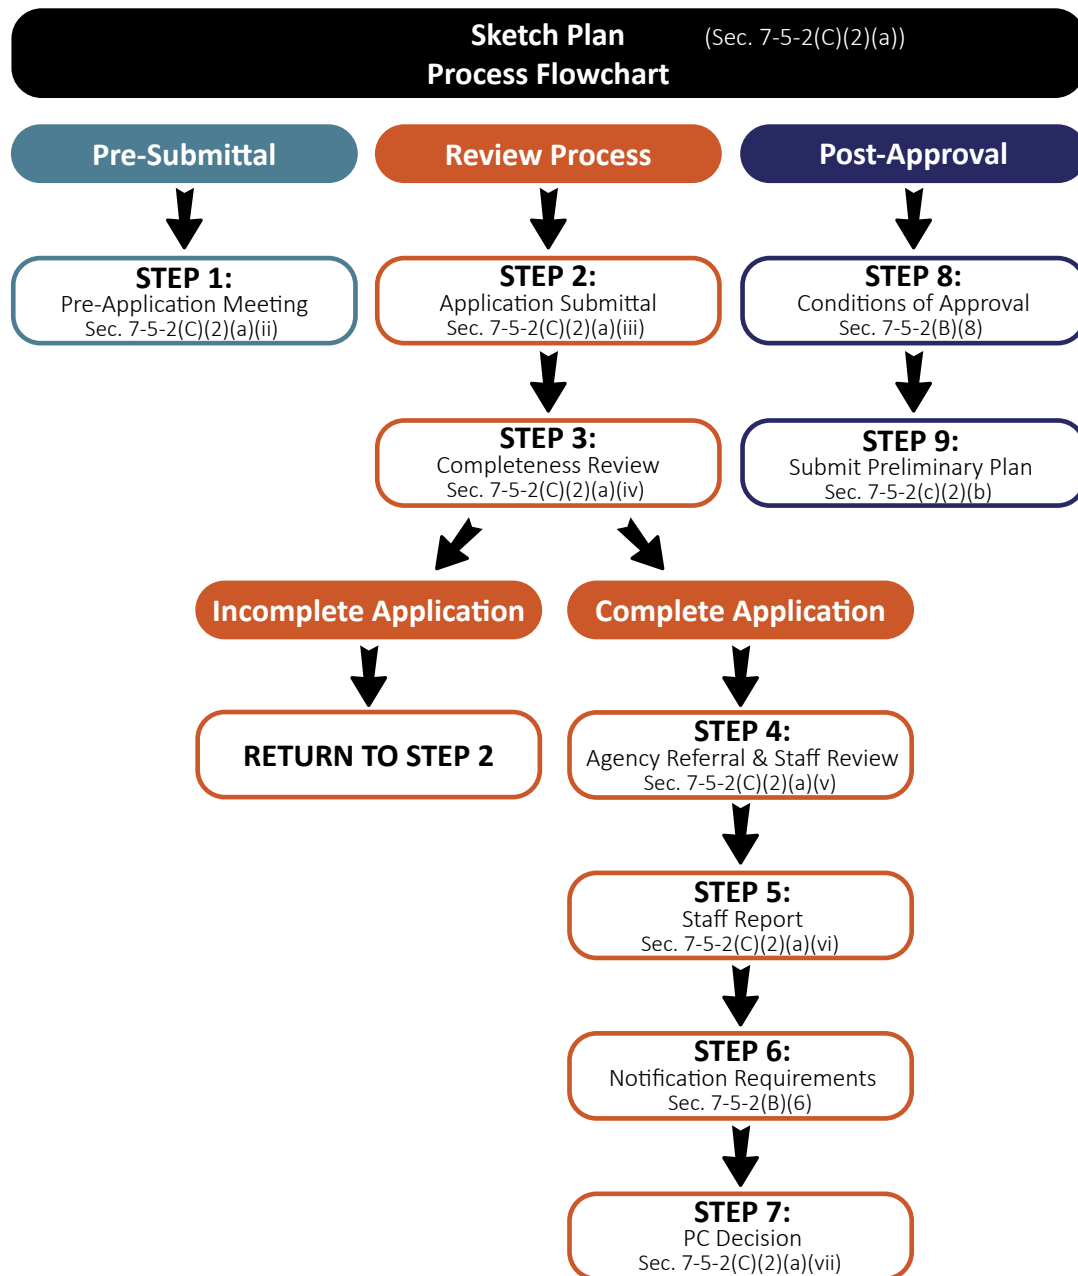 Sketch Plan (Sec. 7-5-2(C)(2)(a))
Process Flowchart
Pre-Submittal
STEP 1:
Pre-Application Meeting
Sec. 7-5-2(C)(2)(a)(ii)
Review Process
STEP 2:
Application Submittal
Sec. 7-5-2(C)(2)(a)(iii)
STEP 3:
Completeness Review
Sec. 7-5-2(C)(2)(a)(iv)
Incomplete Application
RETURN TO STEP 2
Complete Application
STEP 4:
Agency Referral & Staff Review
Sec. 7-5-2(C)(2)(a)(v)
STEP 5:
Staff Report
Sec. 7-5-2(C)(2)(a)(vi)
STEP 6:
Notification Requirements
Sec. 7-5-2(B)(6)
STEP 7:
PC Decision
Sec. 7-5-2(C)(2)(a)(vii)
Post-Approval
STEP 8:
Conditions of Approval
Sec. 7-5-2(B)(8)
STEP 9:
Submit Preliminary Plan
Sec. 7-5-2(c)(2)(b)